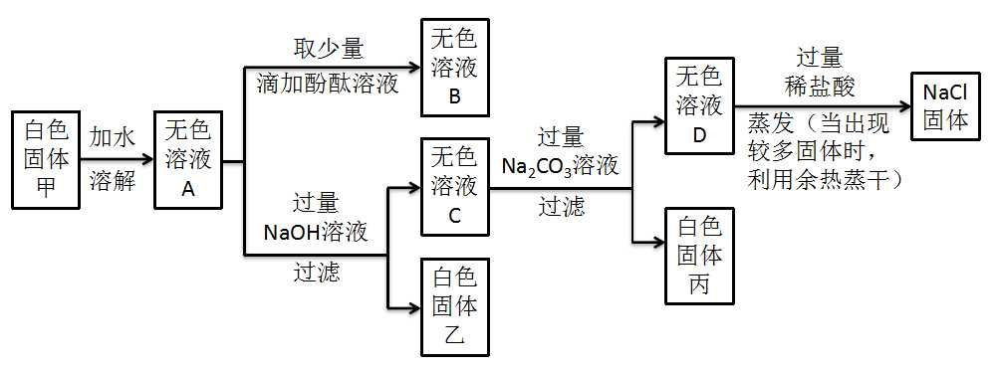 白色
固体
甲
加水
溶解
无色
溶液
A
取少量
滴加酚酞溶液
无色
溶液
B
过量
NaOH溶液
过滤
无色
溶液
C
白色
固体
乙
过量
Na₂CO₃溶液
过滤
无色
溶液
D
白色
固体
丙
过量
稀盐酸
蒸发（当出现
较多固体时，
利用余热蒸干）
NaCl
固体